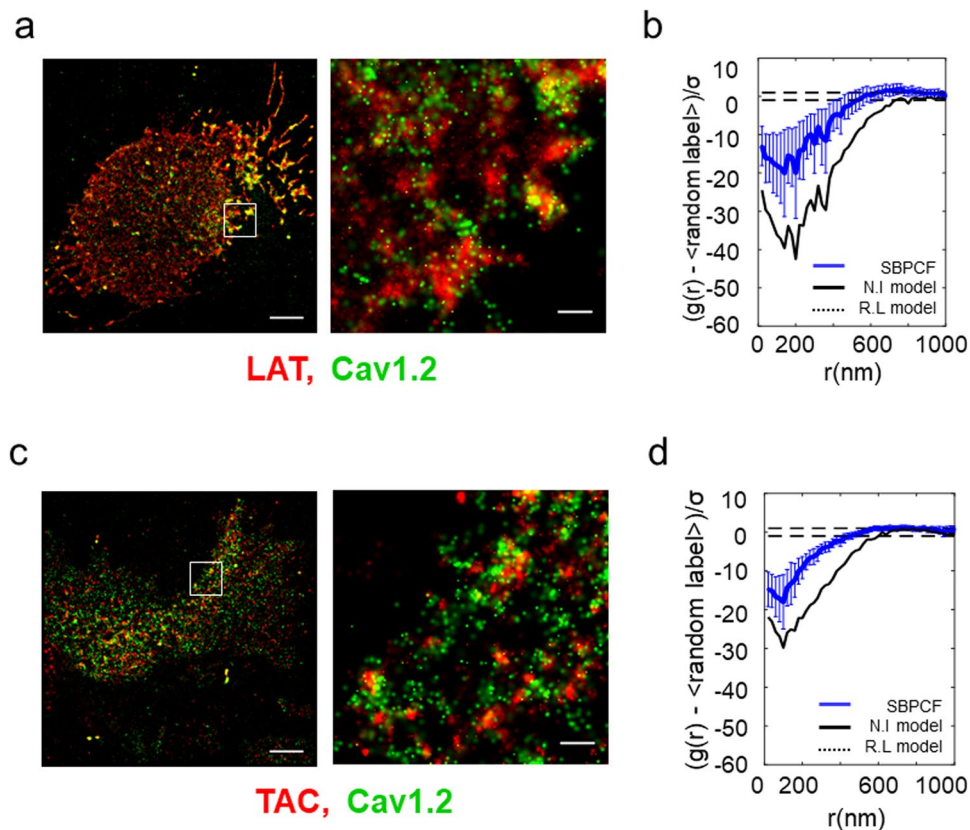 a
LAT, Cav1.2
b
(g(r) - <random label>)/σ
10
0
-10
-20
-30
-40
-50
-60
SBPCF
N.I model
R.L model
0 200 600 1000
r(nm)
c
TAC, Cav1.2
d
(g(r) - <random label>)/σ
10
0
-10
-20
-30
-40
-50
-60
SBPCF
N.I model
R.L model
0 200 600 1000
r(nm)